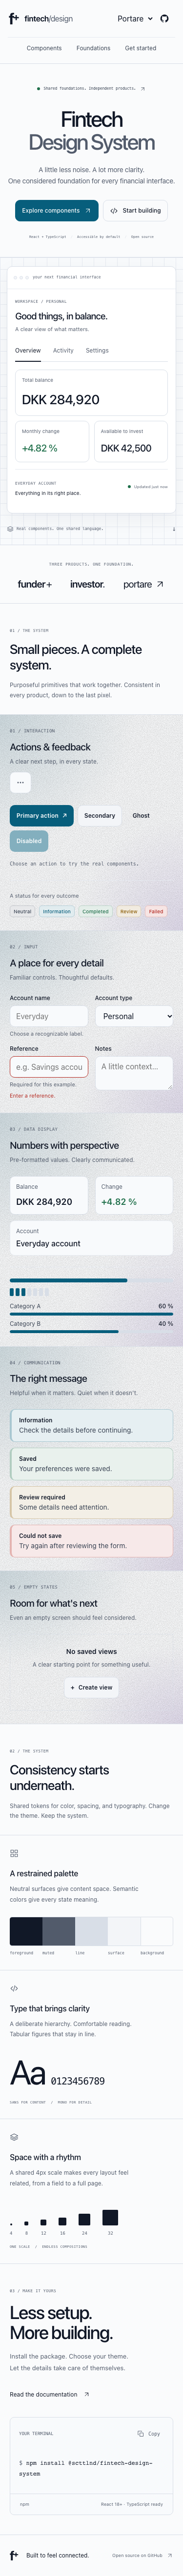 f+ fintech/design
Portare
Components Foundations Get started
Shared foundations. Independent products.
Fintech
Design System
A little less noise. A lot more clarity.
One considered foundation for every financial interface.
Explore components
Start building
React + TypeScript / Accessible by default / Open source
your next financial interface
WORKSPACE / PERSONAL
Good things, in balance.
A clear view of what matters.
Overview Activity Settings
Total balance
DKK 284,920
Monthly change
+4.82 %
Available to invest
DKK 42,500
EVERYDAY ACCOUNT
Everything in its right place.
Updated just now
Real components. One shared language.
THREE PRODUCTS. ONE FOUNDATION.
funder+ investor. portare
01 / THE SYSTEM
Small pieces. A complete
system.
Purposeful primitives that work together. Consistent in
every product, down to the last pixel.
01 / INTERACTION
Actions & feedback
A clear next step, in every state.
Primary action
Secondary
Ghost
Disabled
Choose an action to try the real components.
A status for every outcome
Neutral Information Completed Review Failed
02 / INPUT
A place for every detail
Familiar controls. Thoughtful defaults.
Account name
Everyday
Choose a recognizable label.
Account type
Personal
Reference
e.g. Savings accou
Required for this example.
Enter a reference.
Notes
A little context...
03 / DATA DISPLAY
Numbers with perspective
Pre-formatted values. Clearly communicated.
Balance
DKK 284,920
Change
+4.82 %
Account
Everyday account
Category A 60 %
Category B 40 %
04 / COMMUNICATION
The right message
Helpful when it matters. Quiet when it doesn't.
Information
Check the details before continuing.
Saved
Your preferences were saved.
Review required
Some details need attention.
Could not save
Try again after reviewing the form.
05 / EMPTY STATES
Room for what's next
Even an empty screen should feel considered.
No saved views
A clear starting point for something useful.
+ Create view
02 / THE SYSTEM
Consistency starts
underneath.
Shared tokens for color, spacing, and typography. Change
the theme. Keep the system.
A restrained palette
Neutral surfaces give content space. Semantic
colors give every state meaning.
foreground muted line surface background
Type that brings clarity
A deliberate hierarchy. Comfortable reading.
Tabular figures that stay in line.
Aa 0123456789
SANS FOR CONTENT / MONO FOR DETAIL
Space with a rhythm
A shared 4px scale makes every layout feel
related, from a field to a full page.
4 8 12 16 24 32
ONE SCALE / ENDLESS COMPOSITIONS
03 / MAKE IT YOURS
Less setup.
More building.
Install the package. Choose your theme.
Let the details take care of themselves.
Read the documentation
YOUR TERMINAL
Copy
$ npm install @scttlnd/fintech-design-
system
npm
React 18+ · TypeScript ready
f+ Built to feel connected.
Open source on GitHub